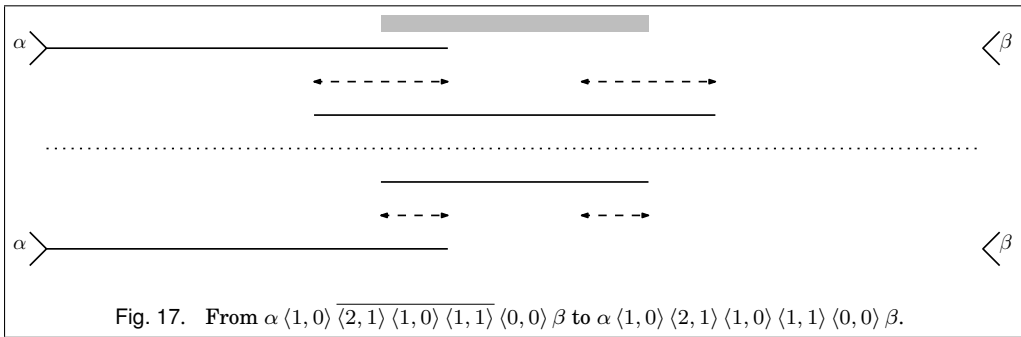 α β
α β
Fig. 17. From α ⟨1, 0⟩ \overline{⟨2, 1⟩ ⟨1, 0⟩ ⟨1, 1⟩} ⟨0, 0⟩ β to α ⟨1, 0⟩ ⟨2, 1⟩ ⟨1, 0⟩ ⟨1, 1⟩ ⟨0, 0⟩ β.